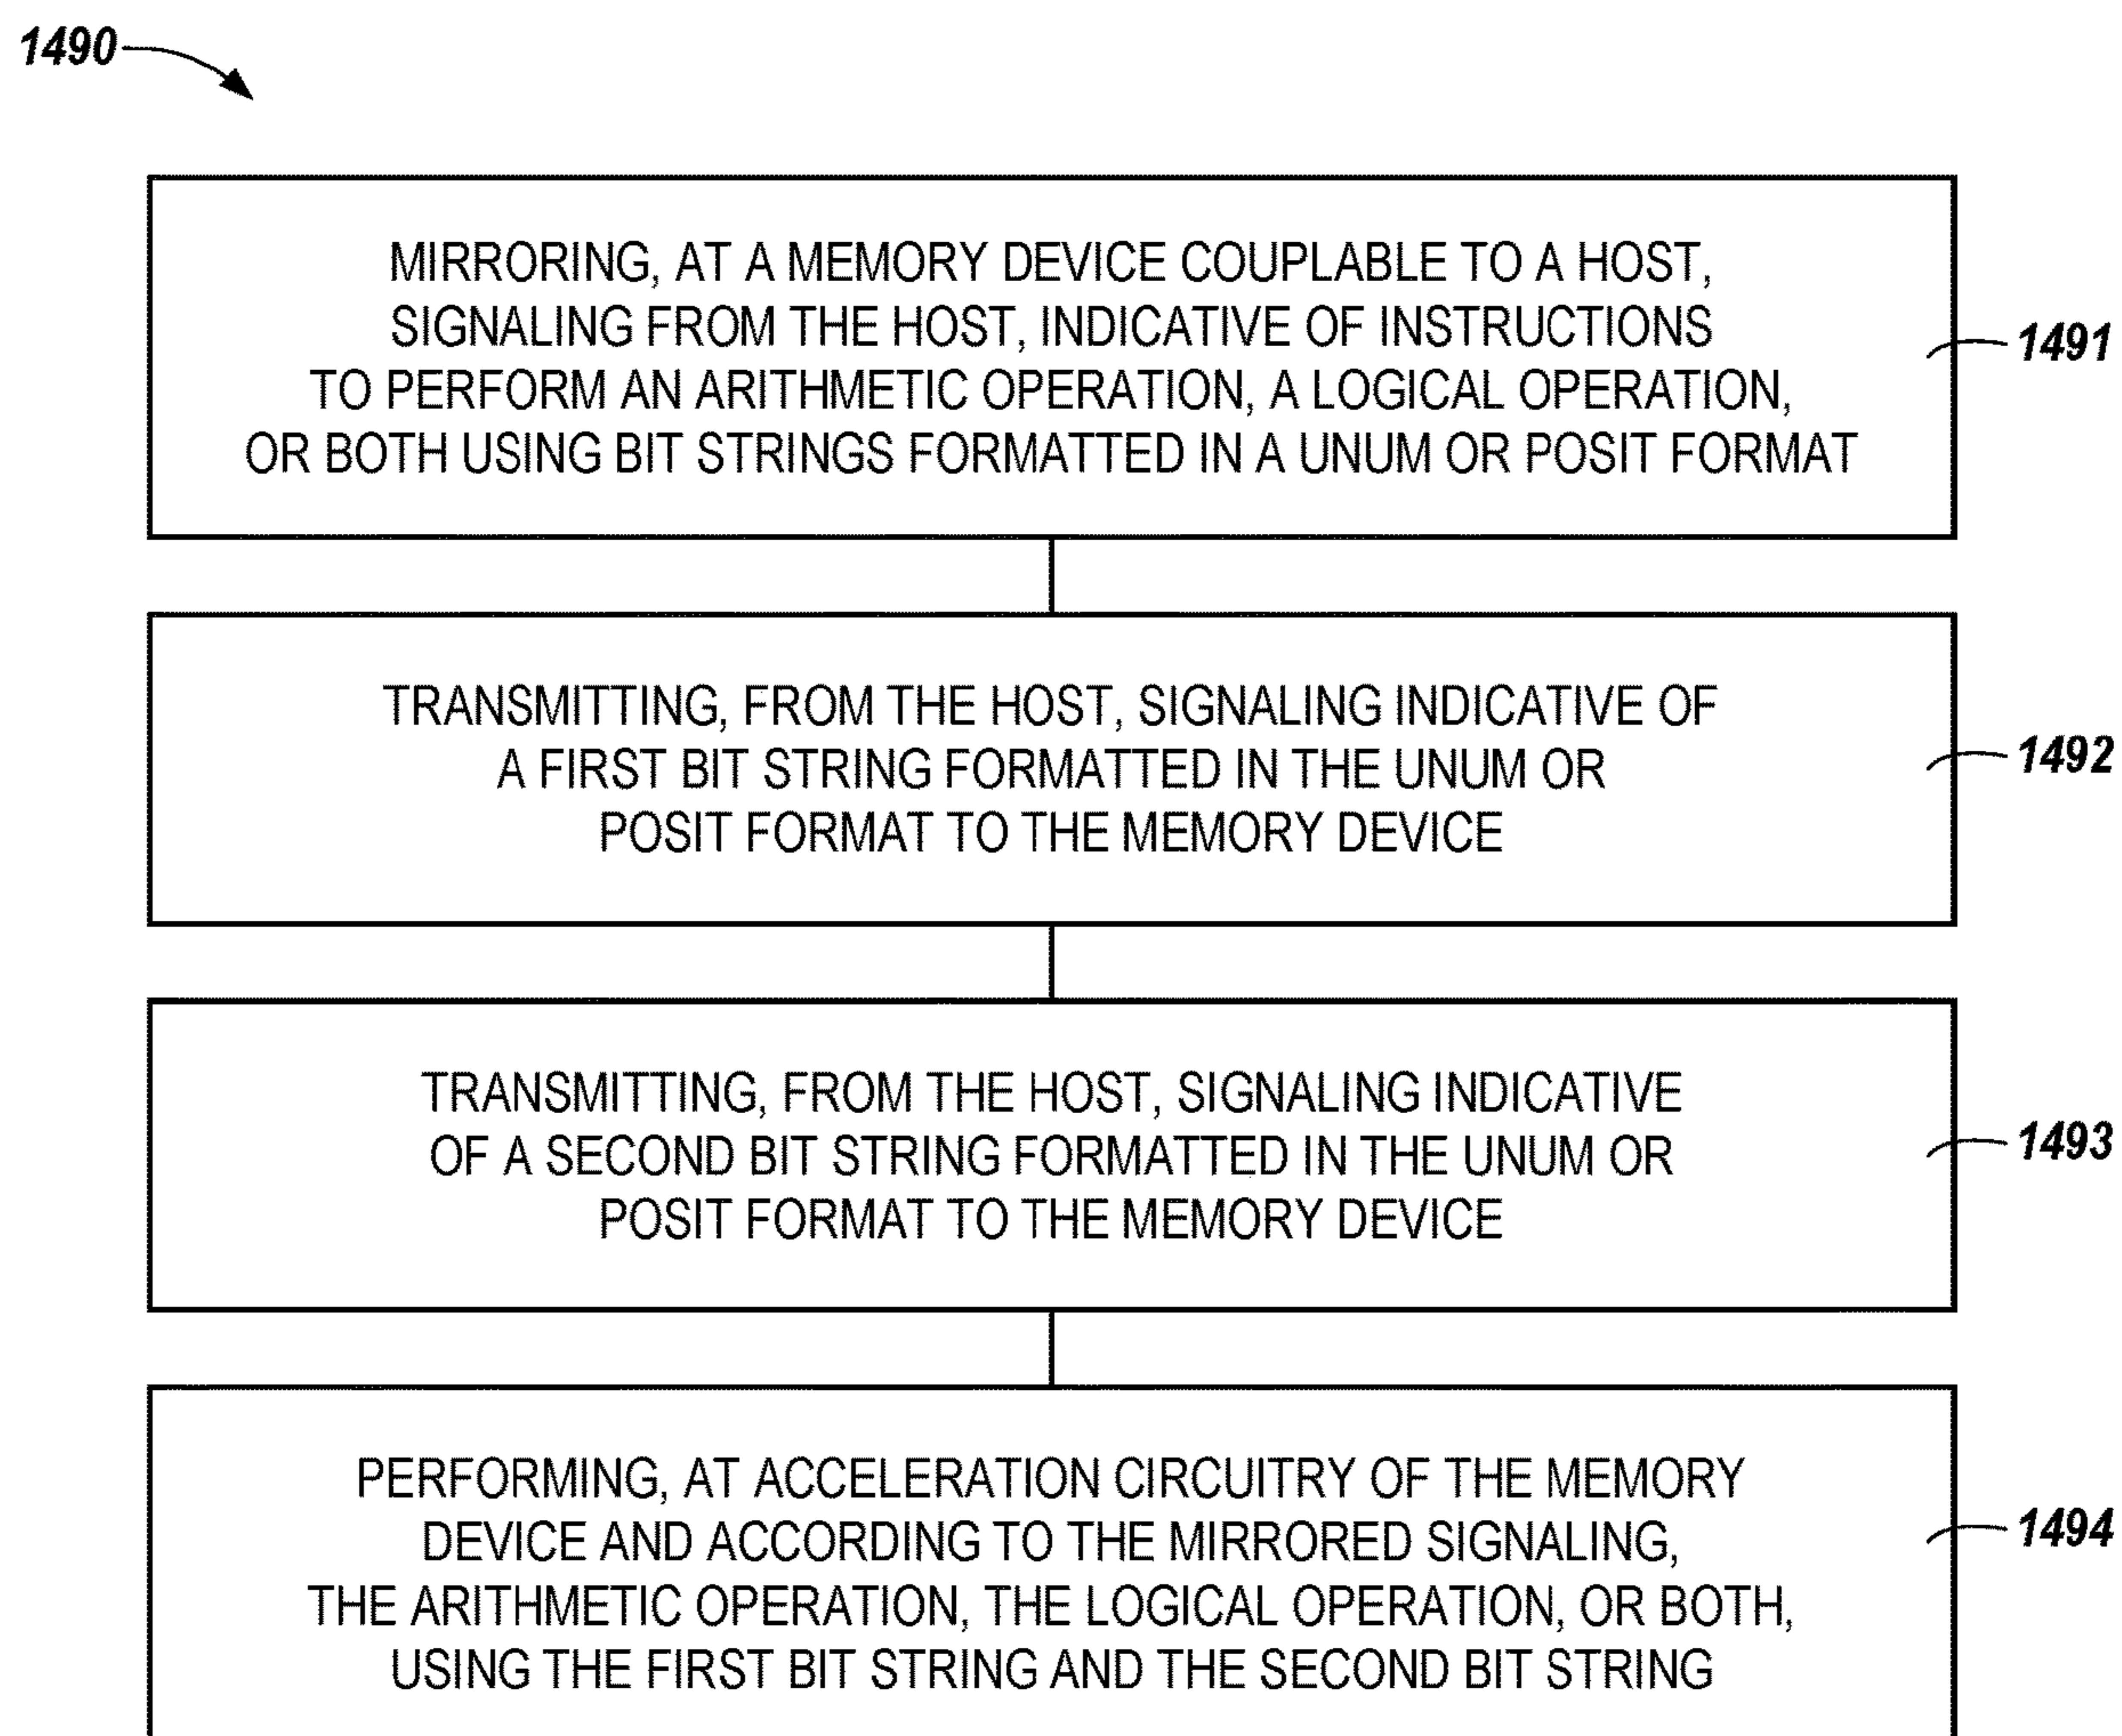 1490
MIRRORING, AT A MEMORY DEVICE COUPLABLE TO A HOST,
SIGNALING FROM THE HOST, INDICATIVE OF INSTRUCTIONS
TO PERFORM AN ARITHMETIC OPERATION, A LOGICAL OPERATION,
OR BOTH USING BIT STRINGS FORMATTED IN A UNUM OR POSIT FORMAT
1491
TRANSMITTING, FROM THE HOST, SIGNALING INDICATIVE OF
A FIRST BIT STRING FORMATTED IN THE UNUM OR
POSIT FORMAT TO THE MEMORY DEVICE
1492
TRANSMITTING, FROM THE HOST, SIGNALING INDICATIVE
OF A SECOND BIT STRING FORMATTED IN THE UNUM OR
POSIT FORMAT TO THE MEMORY DEVICE
1493
PERFORMING, AT ACCELERATION CIRCUITRY OF THE MEMORY
DEVICE AND ACCORDING TO THE MIRRORED SIGNALING,
THE ARITHMETIC OPERATION, THE LOGICAL OPERATION, OR BOTH,
USING THE FIRST BIT STRING AND THE SECOND BIT STRING
1494